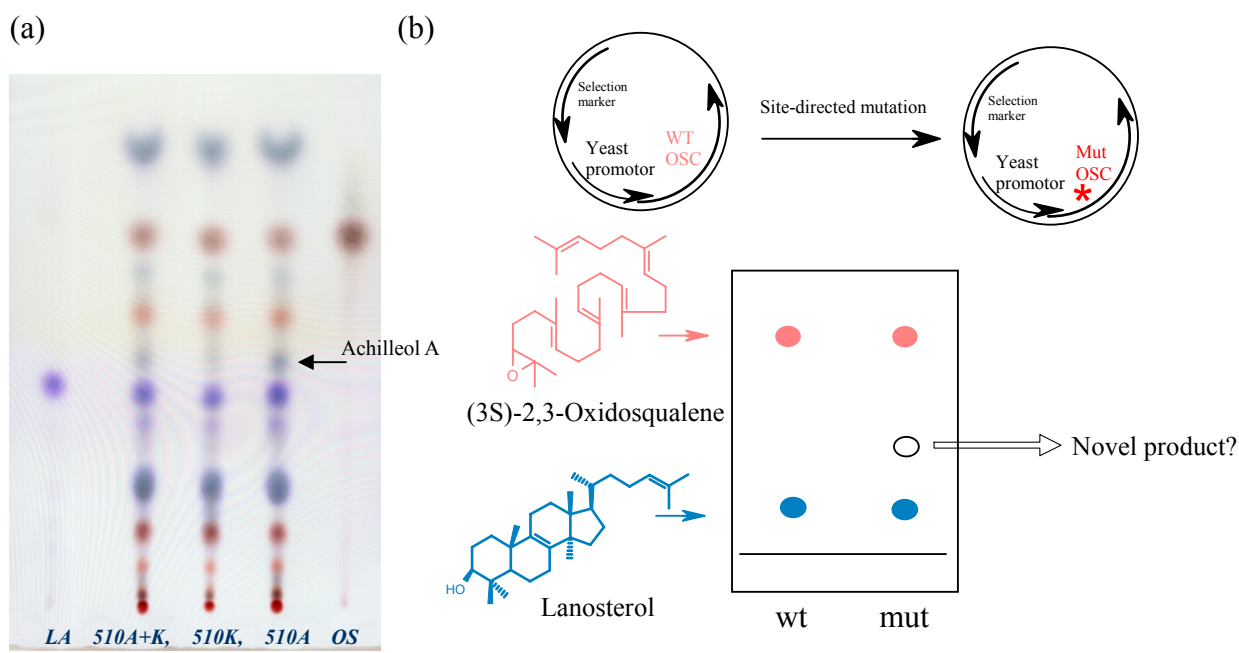 (a)
LA 510A+K, 510K, 510A OS
Achilleol A
(b)
Selection
marker
Yeast
promotor
WT
OSC
Site-directed mutation
Selection
marker
Yeast
promotor
Mut
OSC
*
O
(3S)-2,3-Oxidosqualene
HO
Lanosterol
Novel product?
wt
mut